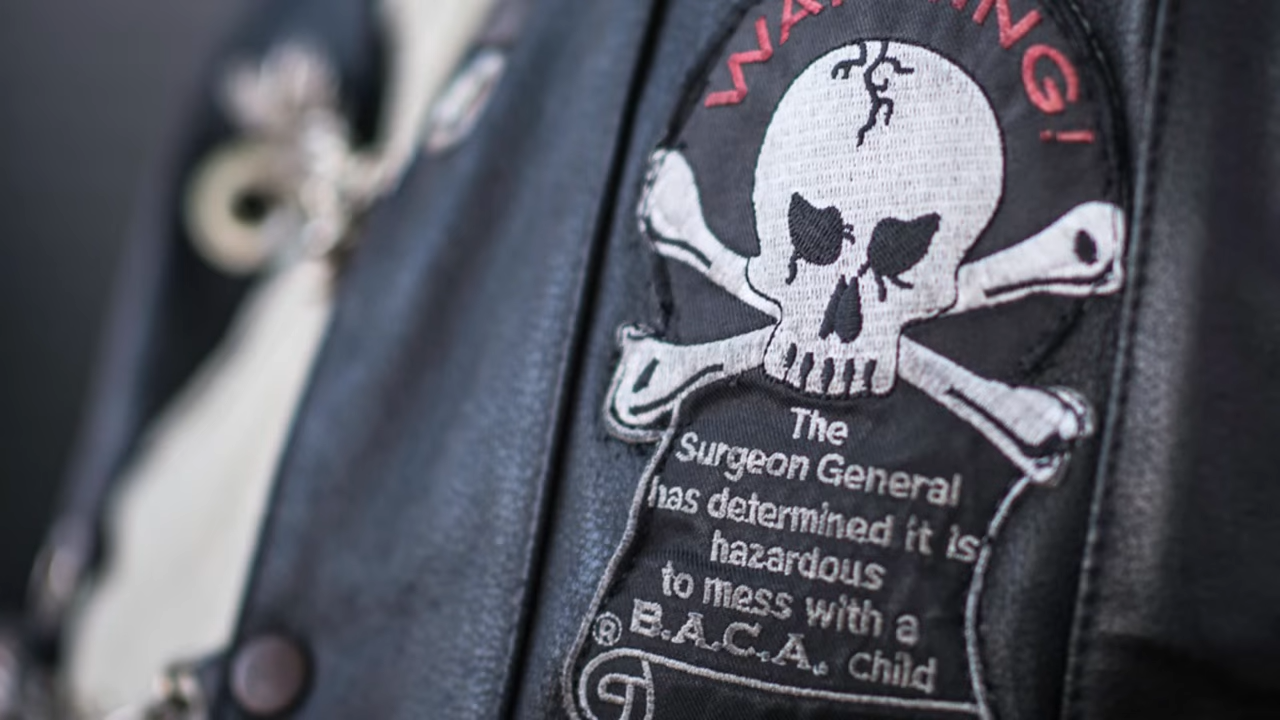 WARNING!
The
Surgeon General
has determined it is
hazardous
to mess with a
® B.A.C.A. Child